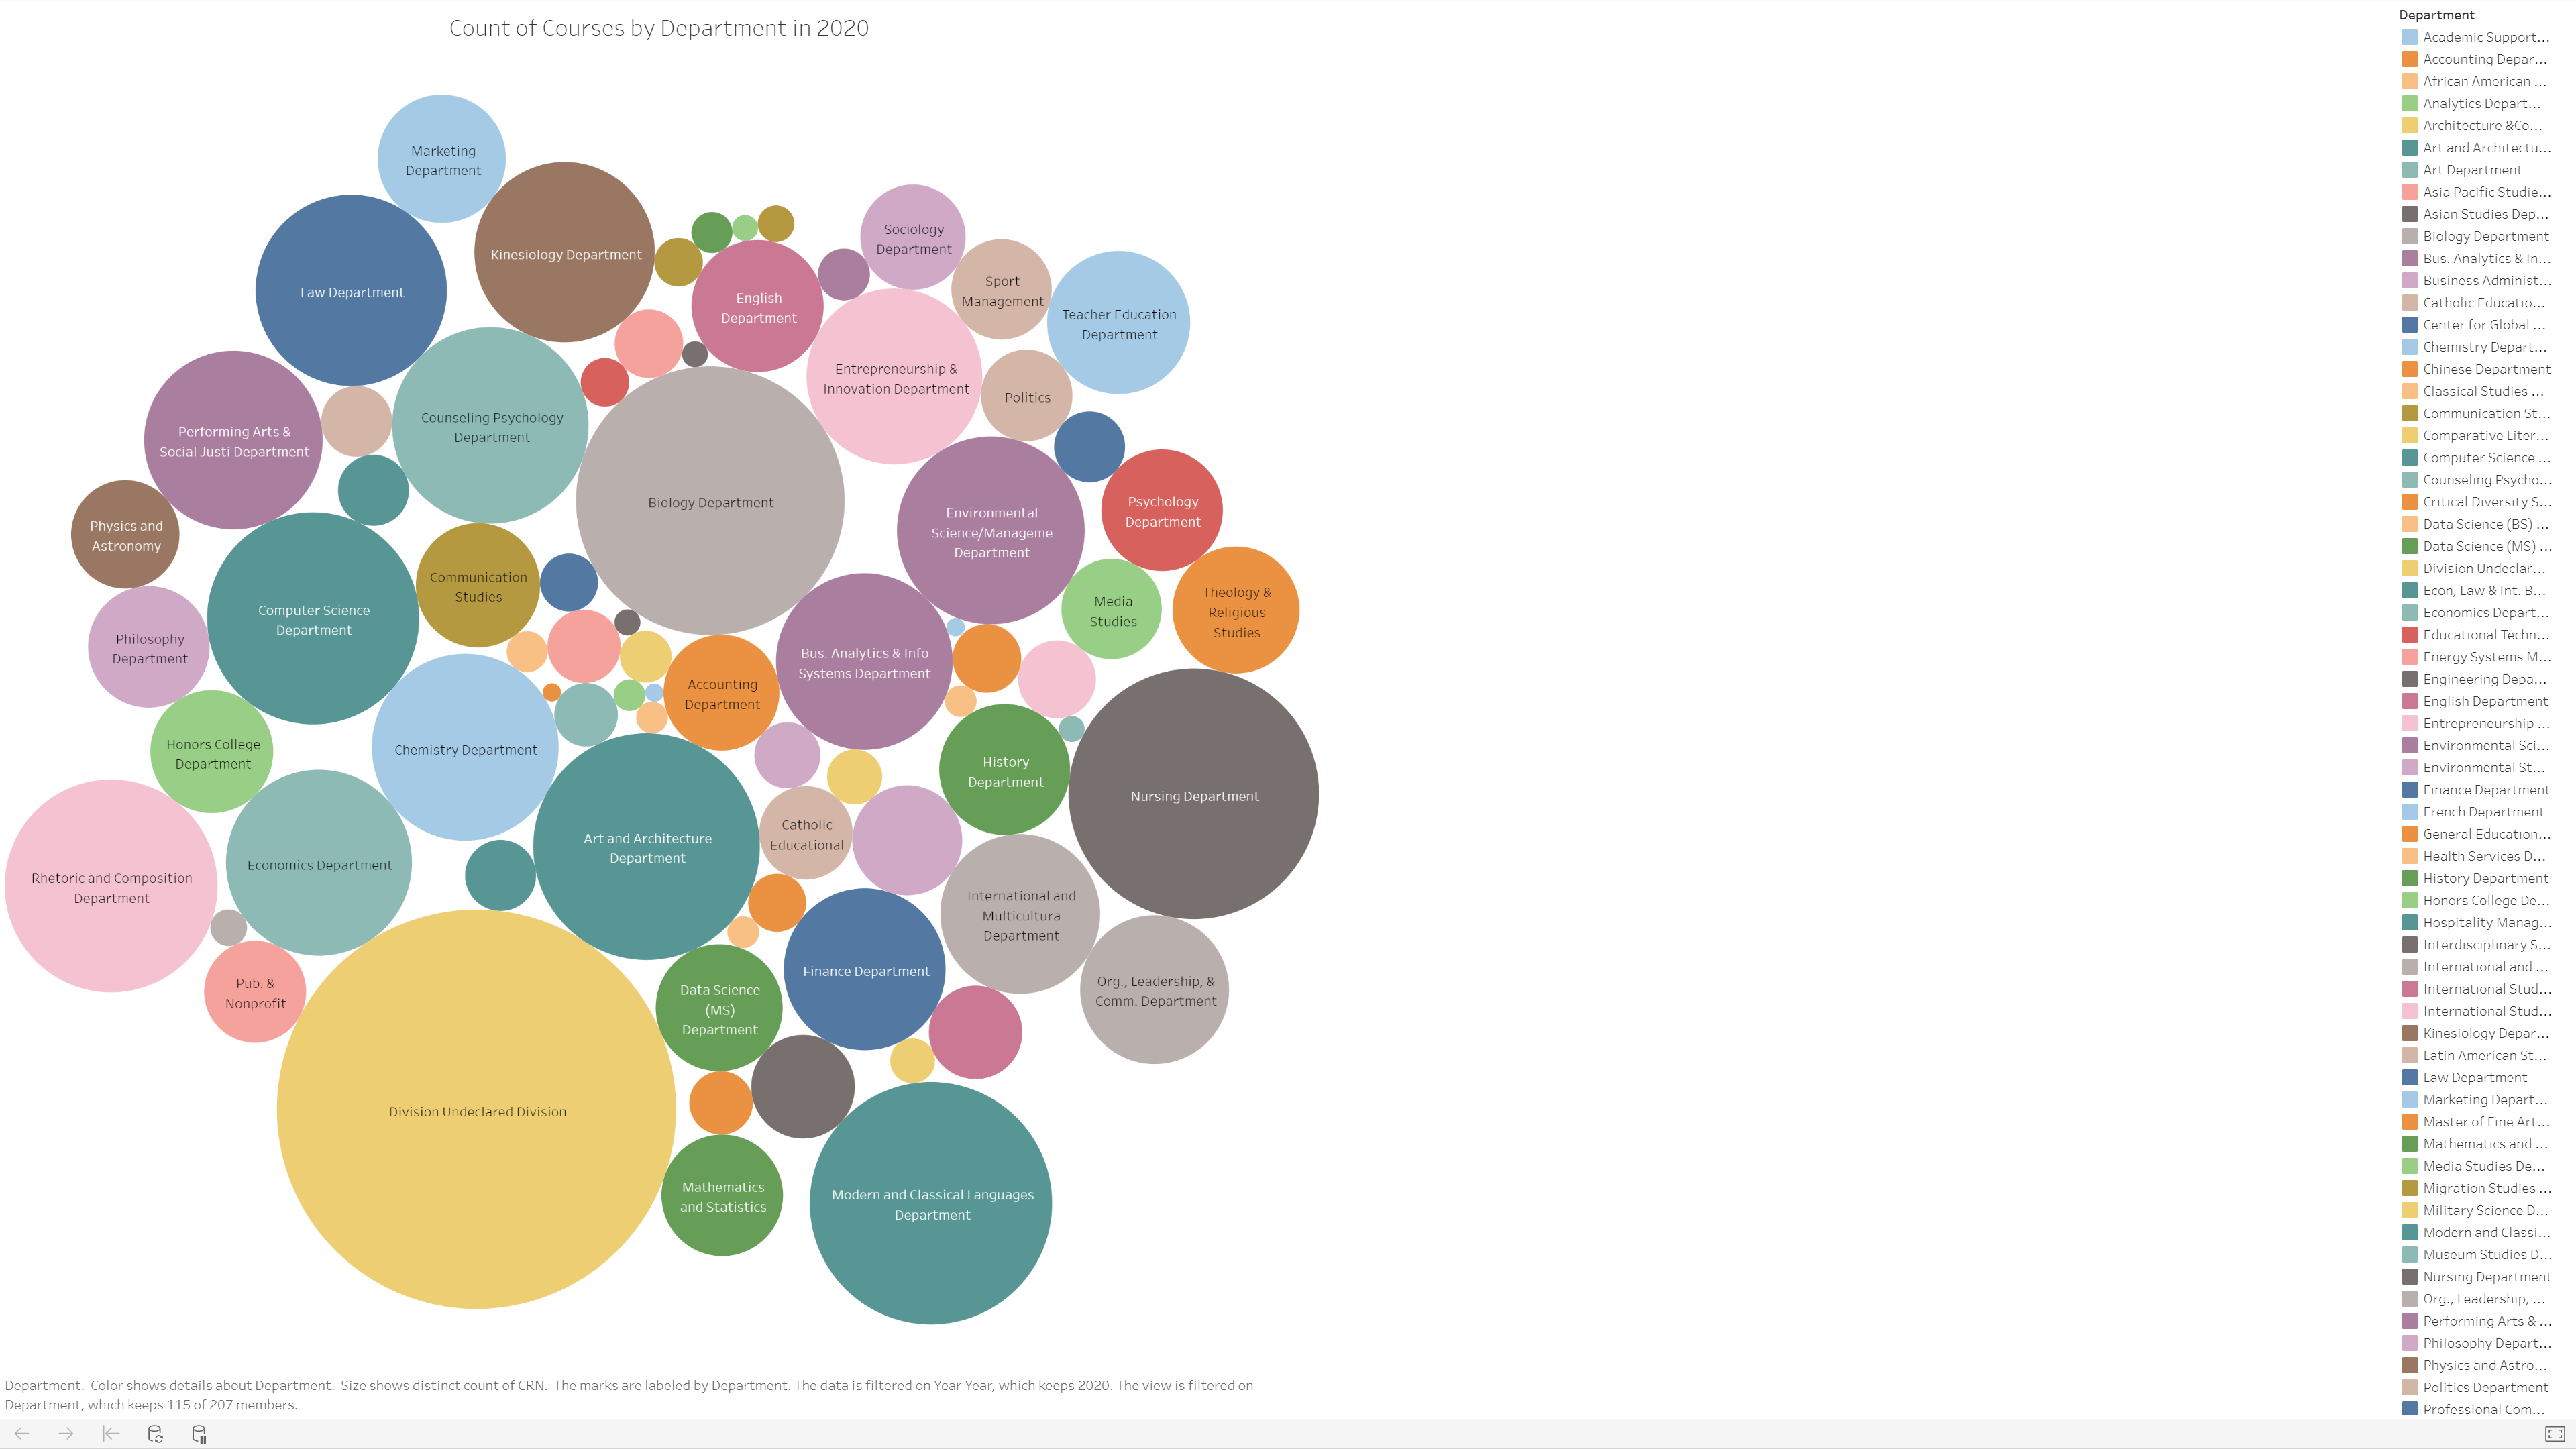 Count of Courses by Department in 2020
Marketing
Department
Law Department
Kinesiology Department
English
Department
Sociology
Department
Sport
Management
Teacher Education
Department
Entrepreneurship &
Innovation Department
Politics
Performing Arts &
Social Justi Department
Counseling Psychology
Department
Biology Department
Environmental
Science/Manageme
Department
Psychology
Department
Physics and
Astronomy
Communication
Studies
Computer Science
Department
Media
Studies
Theology &
Religious
Studies
Philosophy
Department
Bus. Analytics & Info
Systems Department
Accounting
Department
Honors College
Department
Chemistry Department
History
Department
Nursing Department
Art and Architecture
Department
Catholic
Educational
Economics Department
Rhetoric and Composition
Department
International and
Multicultura
Department
Pub. &
Nonprofit
Finance Department
Data Science
(MS)
Department
Org., Leadership, &
Comm. Department
Division Undeclared Division
Mathematics
and Statistics
Modern and Classical Languages
Department
Department
Academic Support...
Accounting Depar...
African American ...
Analytics Depart...
Architecture &Co...
Art and Architectu...
Art Department
Asia Pacific Studie...
Asian Studies Dep...
Biology Department
Bus. Analytics & In...
Business Administ...
Catholic Educatio...
Center for Global ...
Chemistry Depart...
Chinese Department
Classical Studies ...
Communication St...
Comparative Liter...
Computer Science ...
Counseling Psycho...
Critical Diversity S...
Data Science (BS) ...
Data Science (MS) ...
Division Undeclar...
Econ, Law & Int. B...
Economics Depart...
Educational Techn...
Energy Systems M...
Engineering Depa...
English Department
Entrepreneurship ...
Environmental Sci...
Environmental St...
Finance Department
French Department
General Education...
Health Services D...
History Department
Honors College De...
Hospitality Manag...
Interdisciplinary S...
International and ...
International Stud...
International Stud...
Kinesiology Depar...
Latin American St...
Law Department
Marketing Depart...
Master of Fine Art...
Mathematics and ...
Media Studies De...
Migration Studies ...
Military Science D...
Modern and Classi...
Museum Studies D...
Nursing Department
Org., Leadership, ...
Performing Arts & ...
Philosophy Depart...
Physics and Astro...
Politics Department
Professional Com...
Department.  Color shows details about Department.  Size shows distinct count of CRN.  The marks are labeled by Department. The data is filtered on Year Year, which keeps 2020. The view is filtered on
Department, which keeps 115 of 207 members.